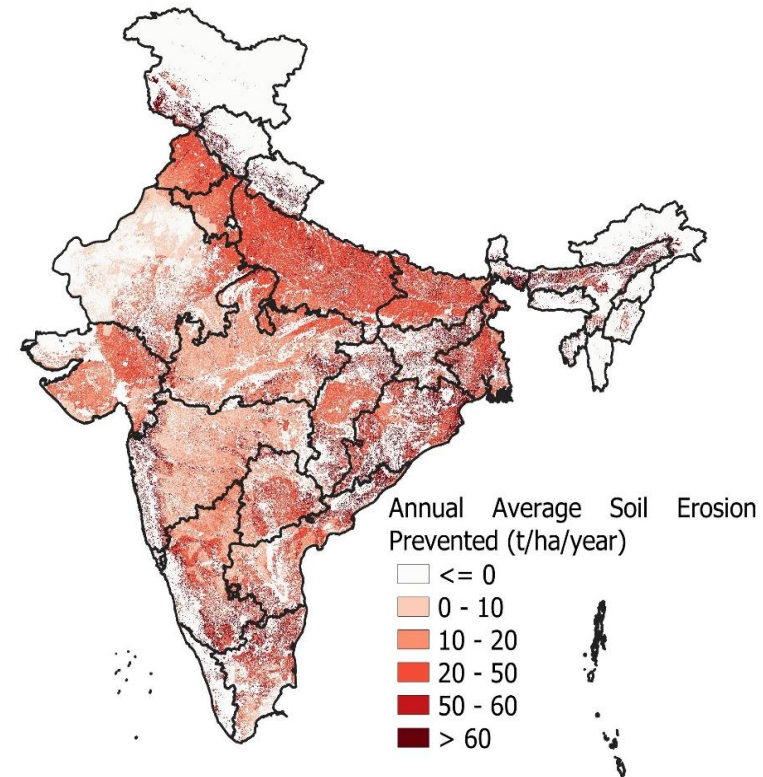 Annual Average Soil Erosion
Prevented (t/ha/year)
<= 0
0 - 10
10 - 20
20 - 50
50 - 60
> 60